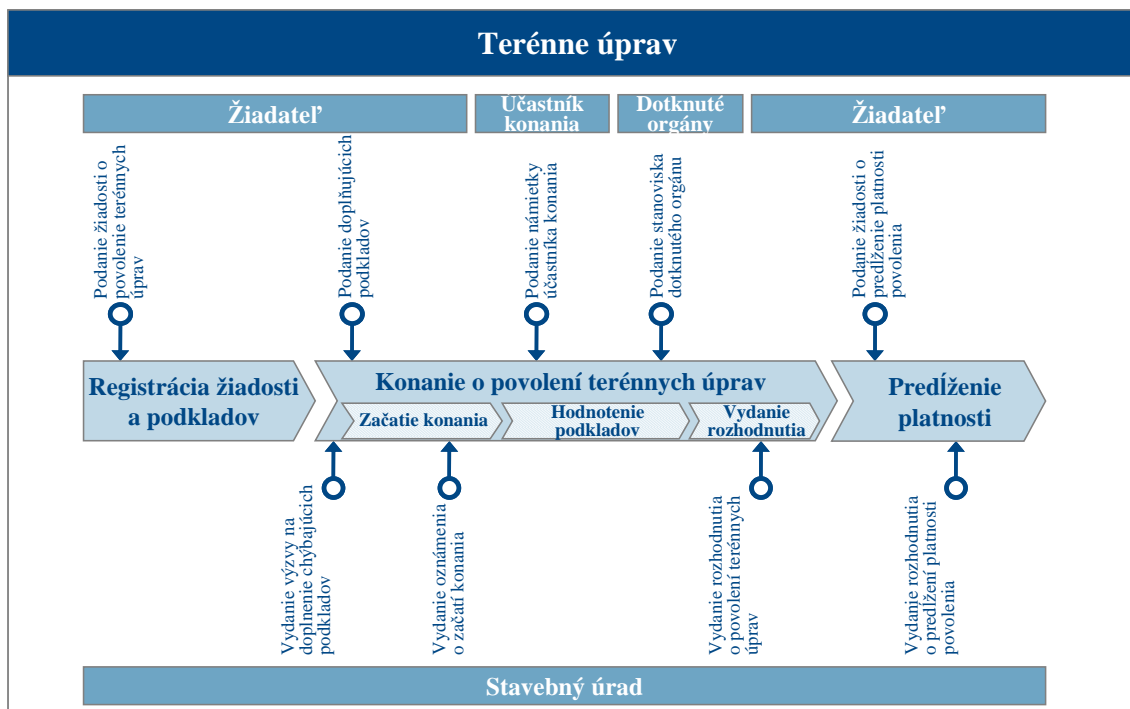 Terénne úprav
Žiadateľ
Účastník
konania
Dotknuté
orgány
Žiadateľ
Podanie žiadosti o
povolenie terénnych
úprav
Podanie doplňujúcich
podkladov
Podanie námietky
účastníka konania
Podanie stanoviska
dotknutého orgánu
Podanie žiadosti o
predĺženie platnosti
povolenia
Registrácia žiadosti
a podkladov
Konanie o povolení terénnych úprav
Začatie konania
Hodnotenie
podkladov
Vydanie
rozhodnutia
Predĺženie
platnosti
Vydanie výzvy na
doplnenie chýbajúcich
podkladov
Vydanie oznámenia
o začatí konania
Vydanie rozhodnutia
o povolení terénnych
úprav
Vydanie rozhodnutia
o predĺžení platnosti
povolenia
Stavebný úrad